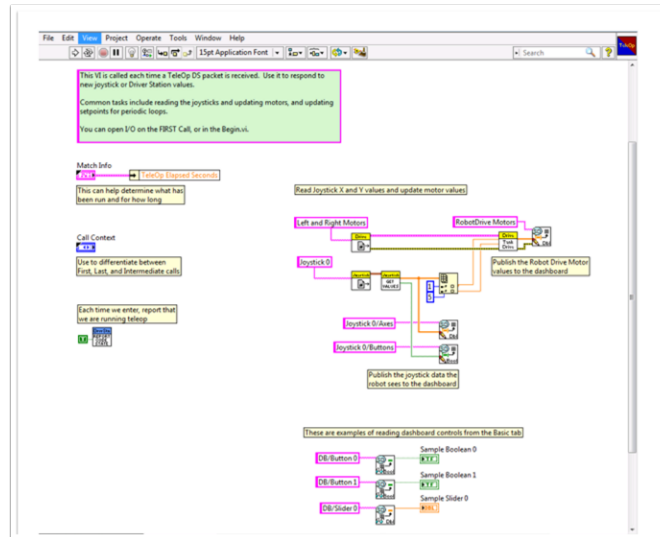 File Edit View Project Operate Tools Window Help
15pt Application Font
Search
TeleOp
This VI is called each time a TeleOp DS packet is received. Use it to respond to
new joystick or Driver Station values.
Common tasks include reading the joysticks and updating motors, and updating
setpoints for periodic loops.
You can open I/O on the FIRST Call, or in the Begin.vi.
Match Info
TeleOp Elapsed Seconds
This can help determine what has
been run and for how long
Read Joystick X and Y values and update motor values
Left and Right Motors
RobotDrive Motors
Call Context
Use to differentiate between
First, Last, and Intermediate calls
Joystick 0
Publish the Robot Drive Motor
values to the dashboard
Each time we enter, report that
we are running teleop
Joystick 0/Axes
Joystick 0/Buttons
Publish the joystick data the
robot sees to the dashboard
These are examples of reading dashboard controls from the Basic tab
DB/Button 0
Sample Boolean 0
DB/Button 1
Sample Boolean 1
DB/Slider 0
Sample Slider 0